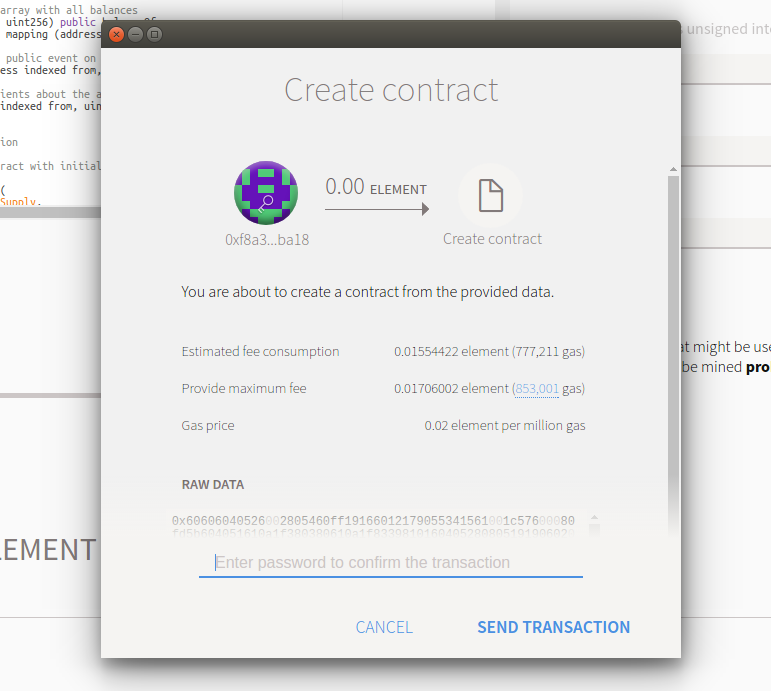 array with all balances
uint256) public
mapping (address
public event on
ess indexed from,
ients about the a
indexed from, uin
ion
ract with initial
(
Supply,
unsigned int
Create contract
0.00 ELEMENT
0xf8a3...ba18
Create contract
You are about to create a contract from the provided data.
Estimated fee consumption 0.01554422 element (777,211 gas)
Provide maximum fee 0.01706002 element (853,001 gas)
Gas price 0.02 element per million gas
at might be use
be mined pro
RAW DATA
0x60606040526002805460ff19166012179055341561001c57600080
LEMENT
Enter password to confirm the transaction
CANCEL SEND TRANSACTION